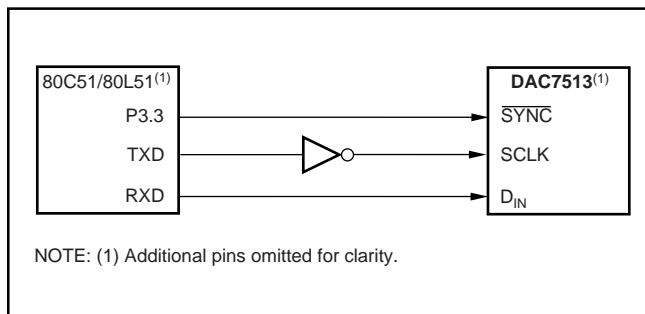 80C51/80L51(1) DAC7513(1)
P3.3 SYNC
TXD SCLK
RXD DIN
NOTE: (1) Additional pins omitted for clarity.